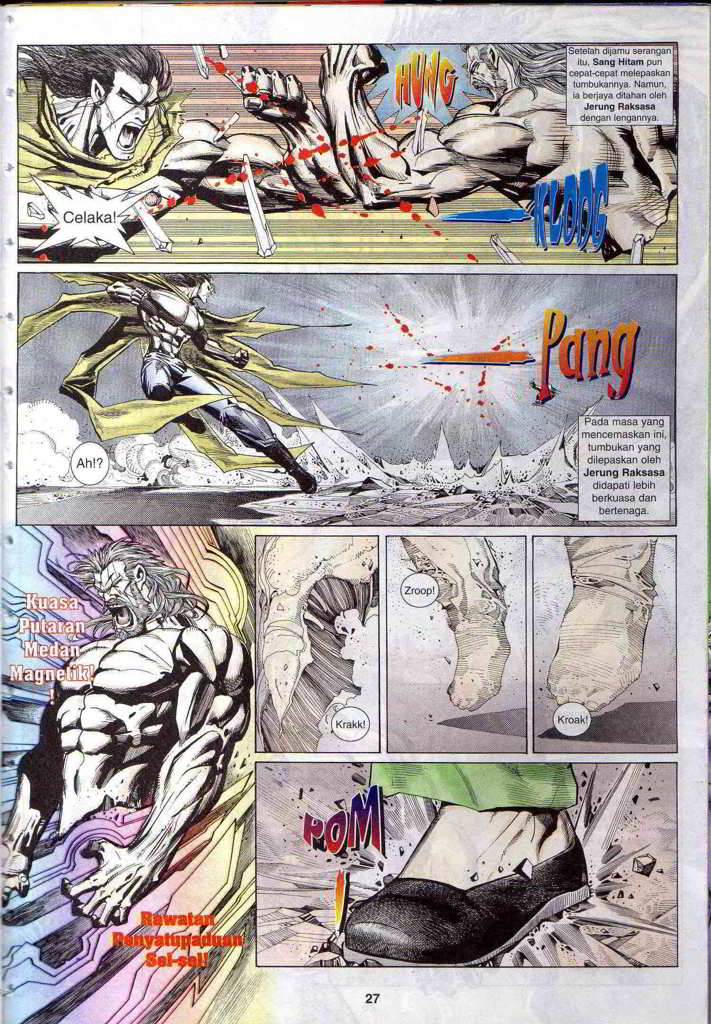 HUNG
Setelah dijamu serangan
itu, Sang Hitam pun
cepat-cepat melepaskan
tumbukannya. Namun,
ia berjaya ditahan oleh
Jerung Raksasa
dengan lengannya.
Celaka!
KLOOG
Pang
Ah!?
Pada masa yang
mencemaskan ini,
tumbukan yang
dilepaskan oleh
Jerung Raksasa
didapati lebih
berkuasa dan
bertenaga.
Kuasa
Putaran
Medan
Magnetik!
!
Krakk!
Zroop!
Kroak!
POM
!
Rawatan
Penyatupaduan
Sel-sel!
27